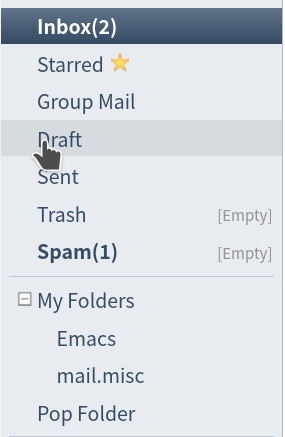 Inbox(2)
Starred
Group Mail
Draft
Sent
Trash [Empty]
Spam(1) [Empty]
My Folders
Emacs
mail.misc
Pop Folder